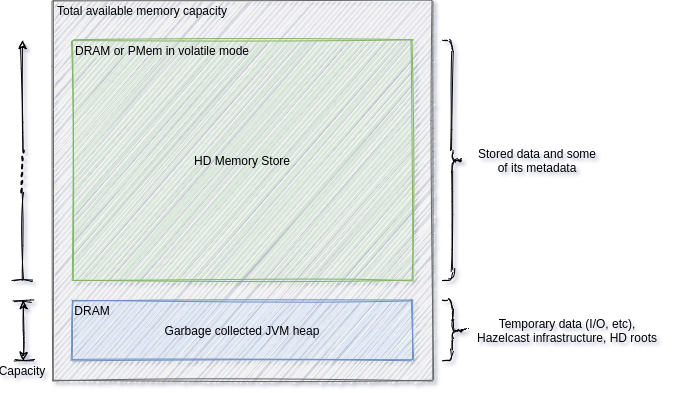 Total available memory capacity
DRAM or PMem in volatile mode
HD Memory Store
Stored data and some
of its metadata
DRAM
Garbage collected JVM heap
Temporary data (I/O, etc),
Hazelcast infrastructure, HD roots
Capacity